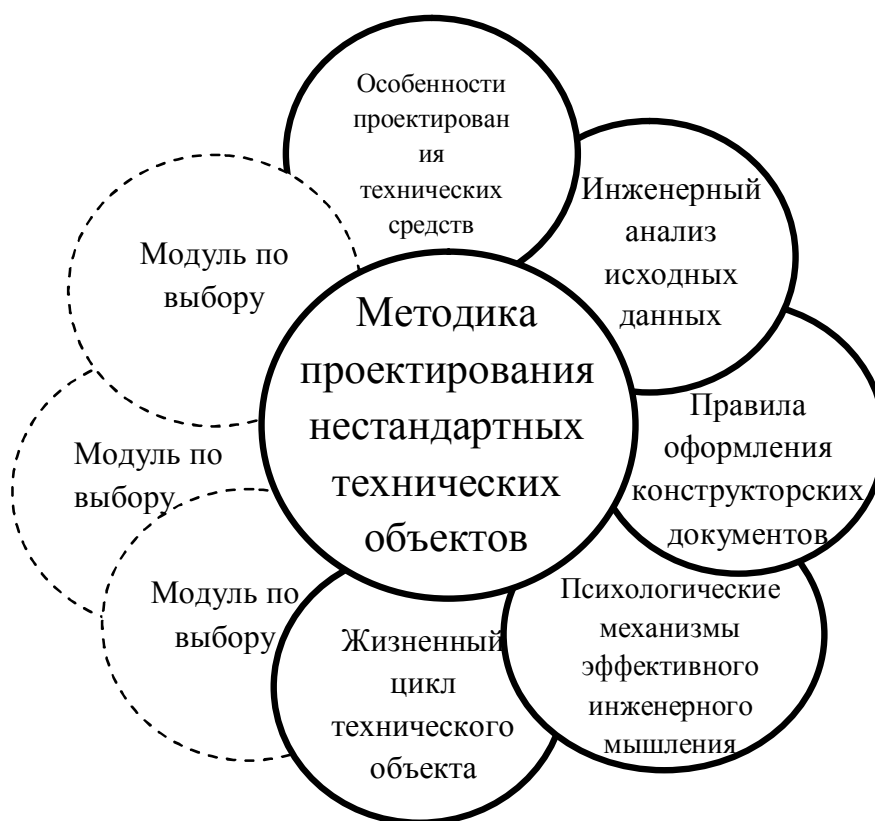 Особенности
проектирован
ия
технических
средств
Инженерный
анализ
исходных
данных
Модуль по
выбору
Методика
проектирования
нестандартных
технических
объектов
Правила
оформления
конструкторских
документов
Модуль по
выбору
Модуль по
выбору
Жизненный
цикл
технического
объекта
Психологические
механизмы
эффективного
инженерного
мышления